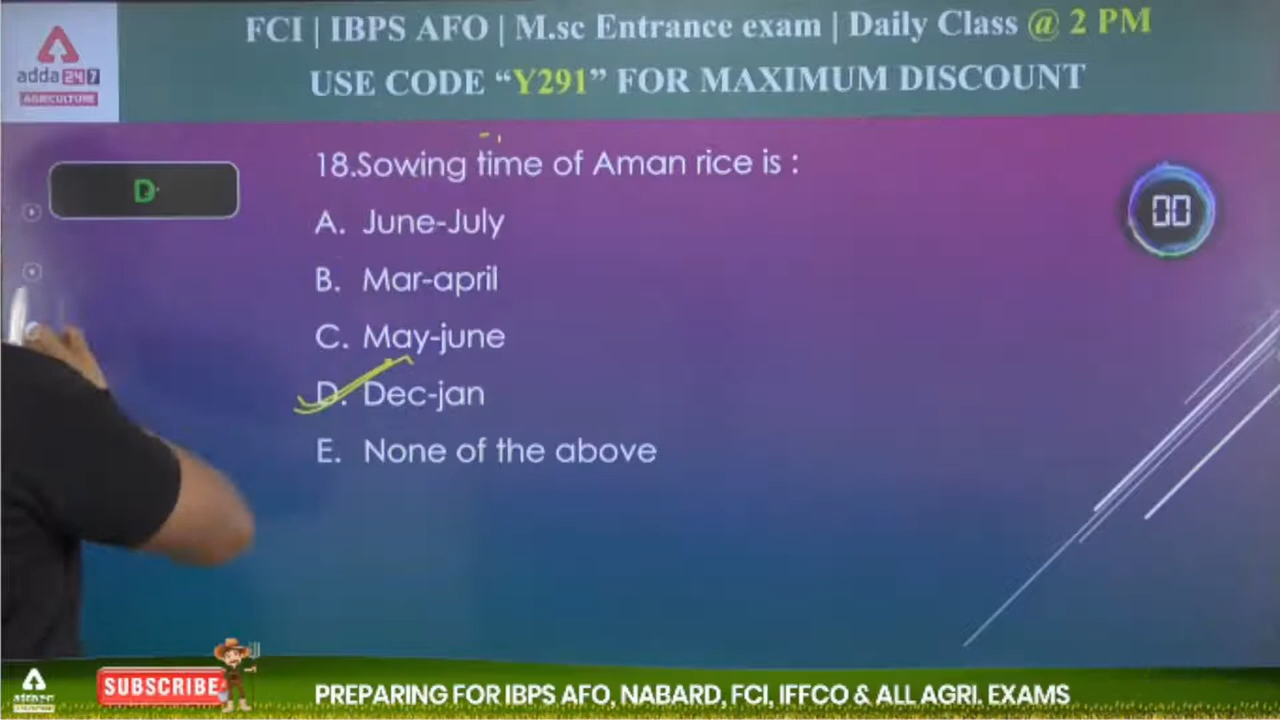 FCI | IBPS AFO | M.sc Entrance exam | Daily Class @ 2 PM
USE CODE “Y291” FOR MAXIMUM DISCOUNT
adda 247
AGRICULTURE
D
18.Sowing time of Aman rice is :
00
A. June-July
B. Mar-april
C. May-june
D. Dec-jan
E. None of the above
SUBSCRIBE
PREPARING FOR IBPS AFO, NABARD, FCI, IFFCO & ALL AGRI. EXAMS